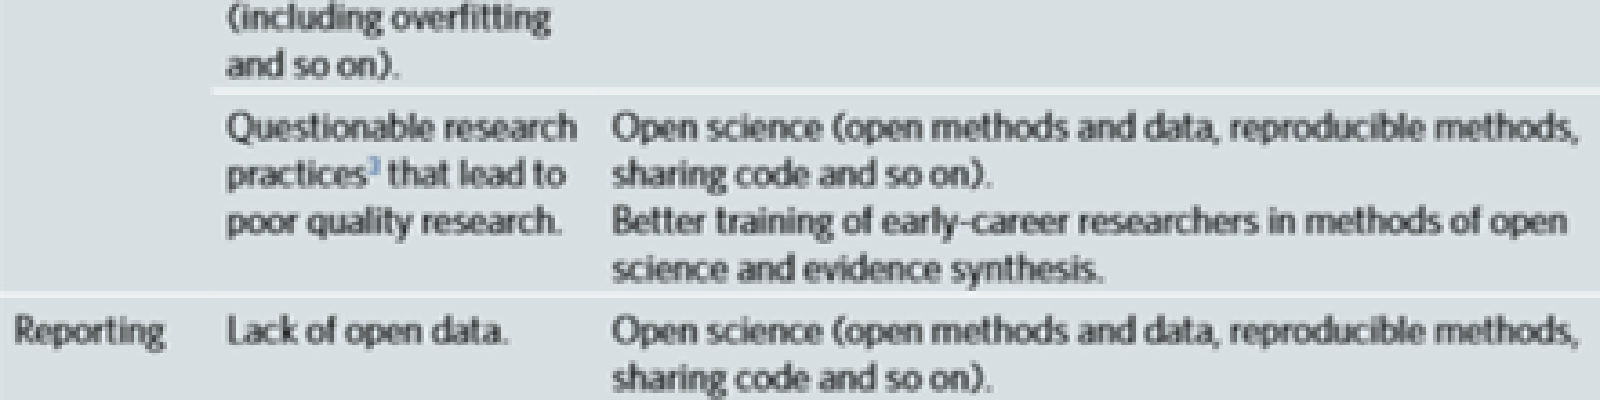 (including overfitting
and so on).
Questionable research
practices3 that lead to
poor quality research.
Open science (open methods and data, reproducible methods,
sharing code and so on).
Better training of early-career researchers in methods of open
science and evidence synthesis.
Reporting
Lack of open data.
Open science (open methods and data, reproducible methods,
sharing code and so on).